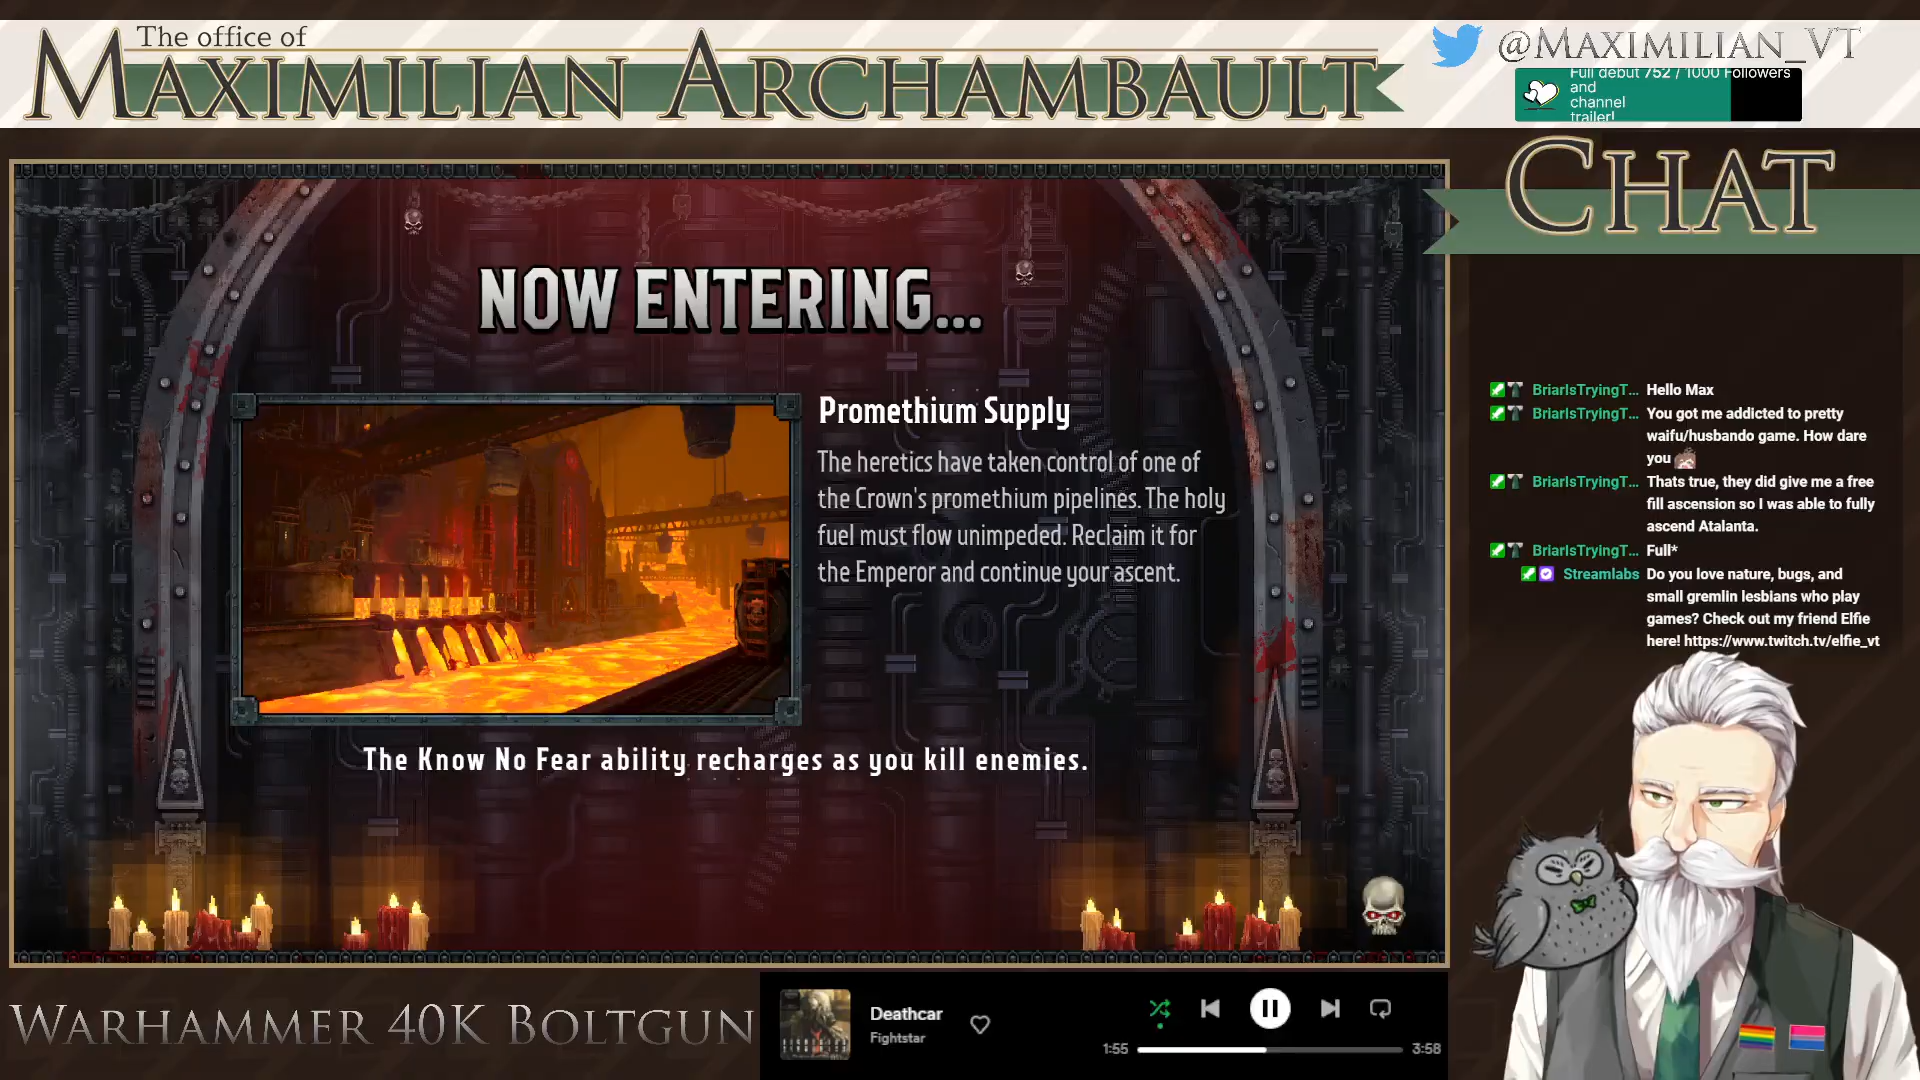 The office of
MAXIMILIAN ARCHAMBAULT
@MAXIMILIAN_VT
Full debut 752 / 1000 Followers
and
channel
trailer!
CHAT
NOW ENTERING...
Promethium Supply
The heretics have taken control of one of
the Crown's promethium pipelines. The holy
fuel must flow unimpeded. Reclaim it for
the Emperor and continue your ascent.
The Know No Fear ability recharges as you kill enemies.
BriarIsTryingT... Hello Max
BriarIsTryingT... You got me addicted to pretty
waifu/husbando game. How dare
you
BriarIsTryingT... Thats true, they did give me a free
fill ascension so I was able to fully
ascend Atalanta.
BriarIsTryingT... Full*
Streamlabs Do you love nature, bugs, and
small gremlin lesbians who play
games? Check out my friend Elfie
here! https://www.twitch.tv/elfie_vt
WARHAMMER 40K BOLTGUN
Deathcar
Fightstar
1:55
3:58